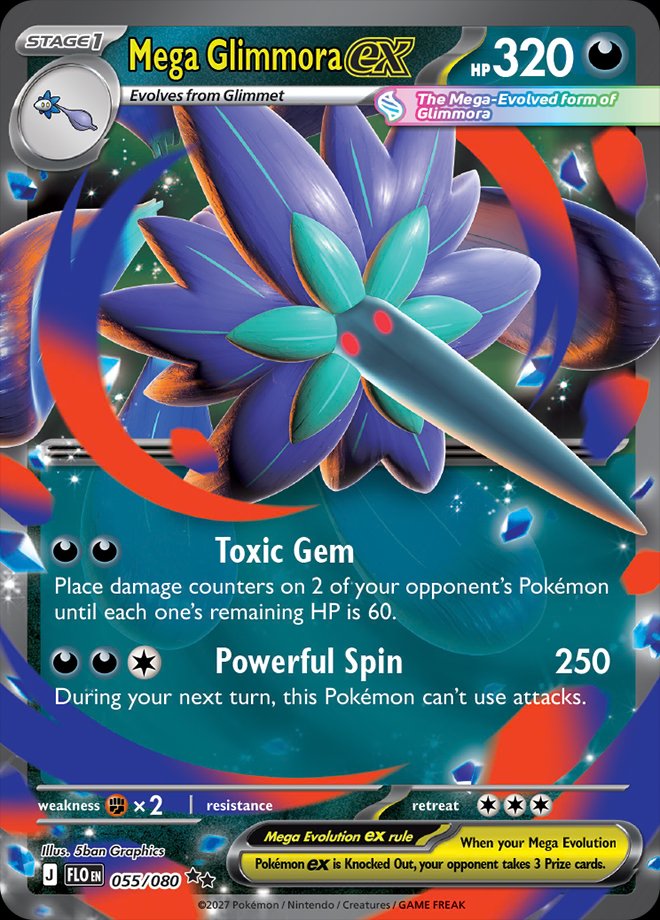 STAGE 1
Mega Glimmora ex
HP 320
Evolves from Glimmet
The Mega-Evolved form of
Glimmora
Toxic Gem
Place damage counters on 2 of your opponent's Pokémon
until each one's remaining HP is 60.
Powerful Spin 250
During your next turn, this Pokémon can't use attacks.
weakness ×2 resistance retreat
Illus. 5ban Graphics
Mega Evolution ex rule
When your Mega Evolution
Pokémon ex is Knocked Out, your opponent takes 3 Prize cards.
J FLO EN 055/080
©2027 Pokémon / Nintendo / Creatures / GAME FREAK